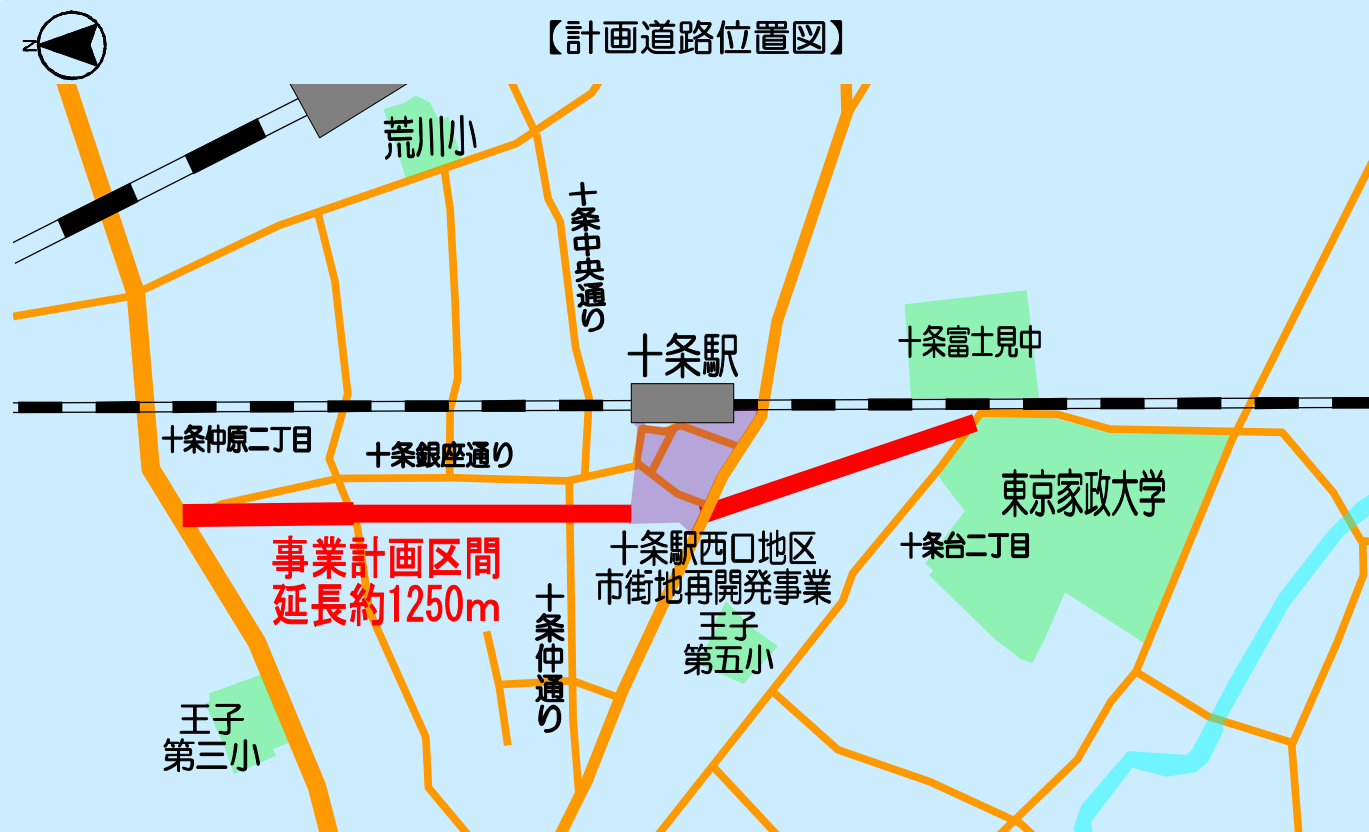 【計画道路位置図】
N
荒川小
十条中央通り
十条駅
十条富士見中
十条仲原二丁目
十条銀座通り
東京家政大学
事業計画区間
延長約1250m
十条駅西口地区
市街地再開発事業
十条台二丁目
十条仲通り
王子
第五小
王子
第三小